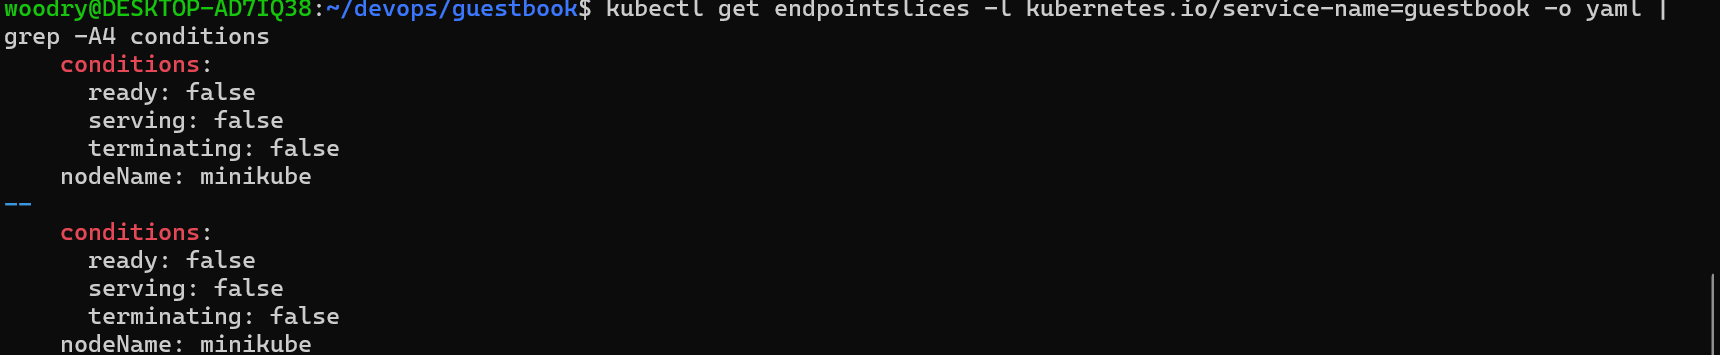 woodry@DESKTOP-AD7IQ38:~/devops/guestbook$ kubectl get endpointslices -l kubernetes.io/service-name=guestbook -o yaml |
grep -A4 conditions
    conditions:
      ready: false
      serving: false
      terminating: false
    nodeName: minikube
--
    conditions:
      ready: false
      serving: false
      terminating: false
    nodeName: minikube